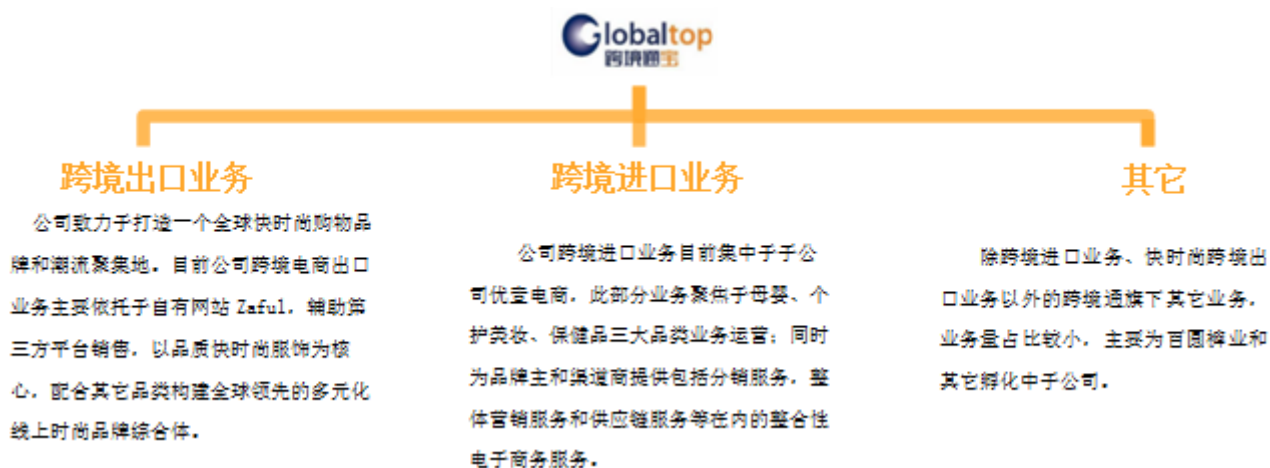 Globaltop
跨境通宝
跨境出口业务
公司致力于打造一个全球快时尚购物品
牌和潮流聚集地。目前公司跨境电商出口
业务主要依托于自有网站 Zaful，辅助第
三方平台销售，以品质快时尚服饰为核
心，配合其它品类构建全球领先的多元化
线上时尚品牌综合体。
跨境进口业务
公司跨境进口业务目前集中于子公
司优壹电商，此部分业务聚焦于母婴、个
护美妆、保健品三大品类业务运营；同时
为品牌主和渠道商提供包括分销服务，整
体营销服务和供应链服务等在内的整合性
电子商务服务。
其它
除跨境进口业务、快时尚跨境出
口业务以外的跨境通旗下其它业务，
业务量占比较小，主要为百圆裤业和
其它孵化中子公司。